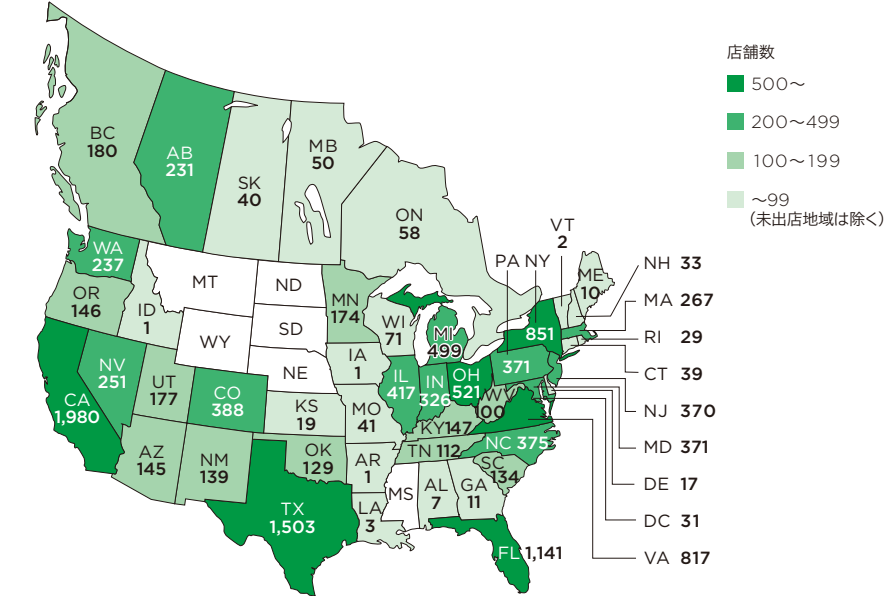 店舗数
500～
200～499
100～199
～99
(未出店地域は除く)
BC
180
AB
231
SK
40
MB
50
ON
58
WA
237
OR
146
CA
1,980
NV
251
ID
1
MT
WY
UT
177
CO
388
AZ
145
NM
139
ND
SD
NE
KS
19
OK
129
TX
1,503
MN
174
IA
1
MO
41
AR
1
LA
3
WI
71
IL
417
MI
499
IN
326
OH
521
KY147
TN 112
MS
AL
7
GA
11
FL 1,141
SC
134
NC 375
WV
100
PA
371
NY
851
VT
2
ME
10
NH 33
MA 267
RI 29
CT 39
NJ 370
MD 371
DE 17
DC 31
VA 817